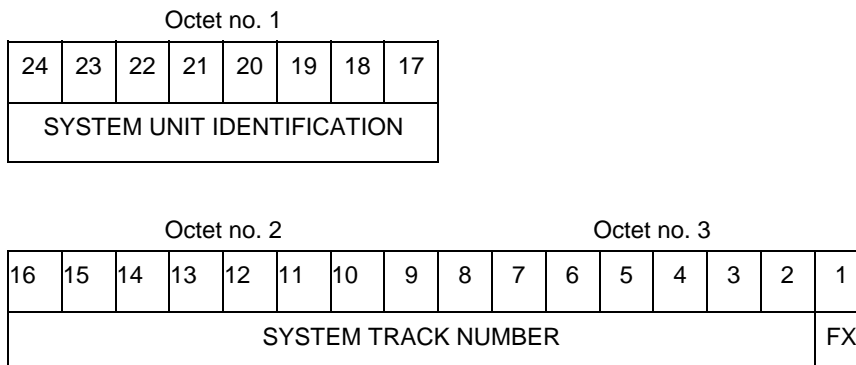 Octet no. 1
24 23 22 21 20 19 18 17
SYSTEM UNIT IDENTIFICATION
Octet no. 2 Octet no. 3
16 15 14 13 12 11 10 9 8 7 6 5 4 3 2 1
SYSTEM TRACK NUMBER FX